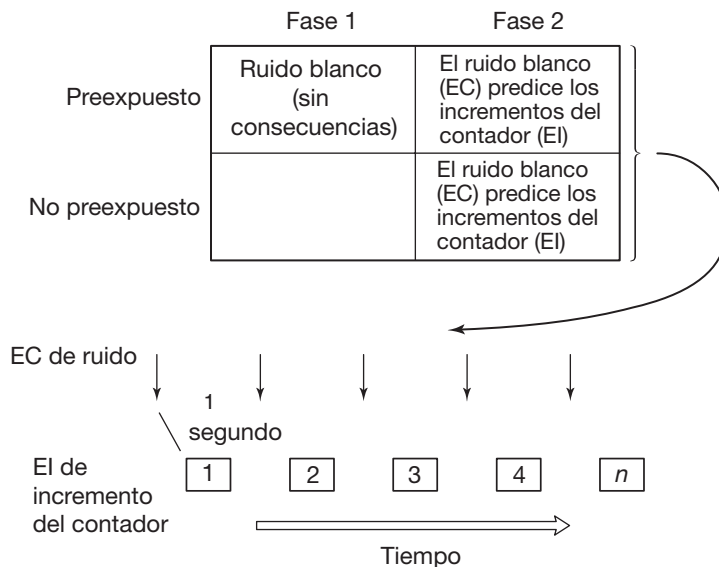 Fase 1
Fase 2
Preexpuesto
Ruido blanco
(sin
consecuencias)
El ruido blanco
(EC) predice los
incrementos del
contador (EI)
No preexpuesto
El ruido blanco
(EC) predice los
incrementos del
contador (EI)
EC de ruido
1
segundo
EI de
incremento
del contador
1
2
3
4
n
Tiempo